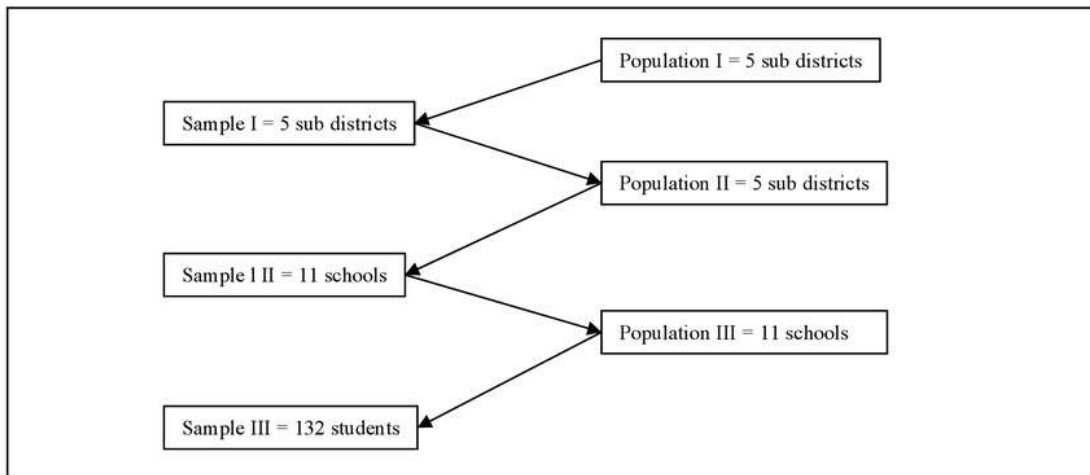 Population I = 5 sub districts
Sample I = 5 sub districts
Population II = 5 sub districts
Sample l II = 11 schools
Population III = 11 schools
Sample III = 132 students